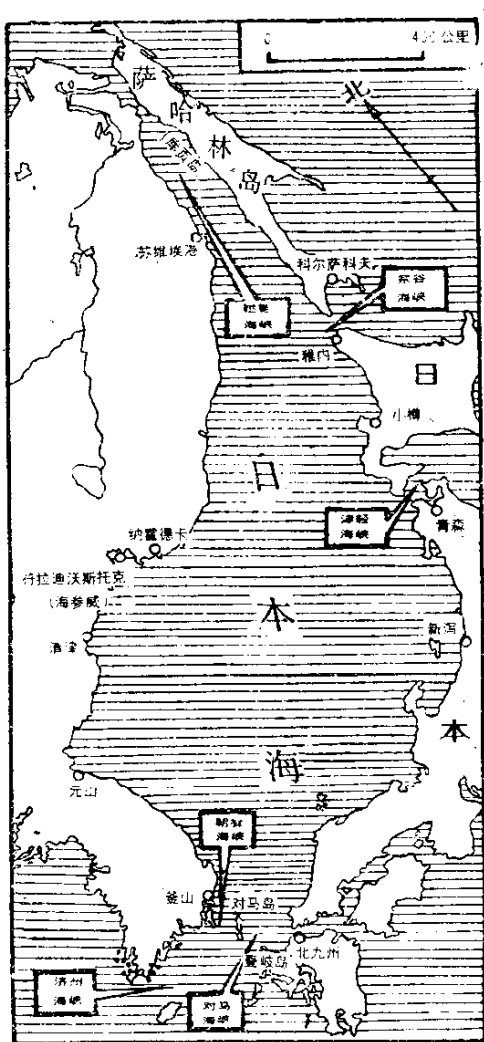 0 400公里
北
萨哈林岛
(库页岛)
苏维埃港
科尔萨科夫
宗谷
海峡
鞑靼
海峡
稚内
日
小樽
日
津轻
海峡
青森
纳霍德卡
符拉迪沃斯托克
(海参威)
本
新泻
清津
本
海
元山
朝鲜
海峡
釜山
对马岛
壹岐岛
北九州
济州
海峡
对马
海峡